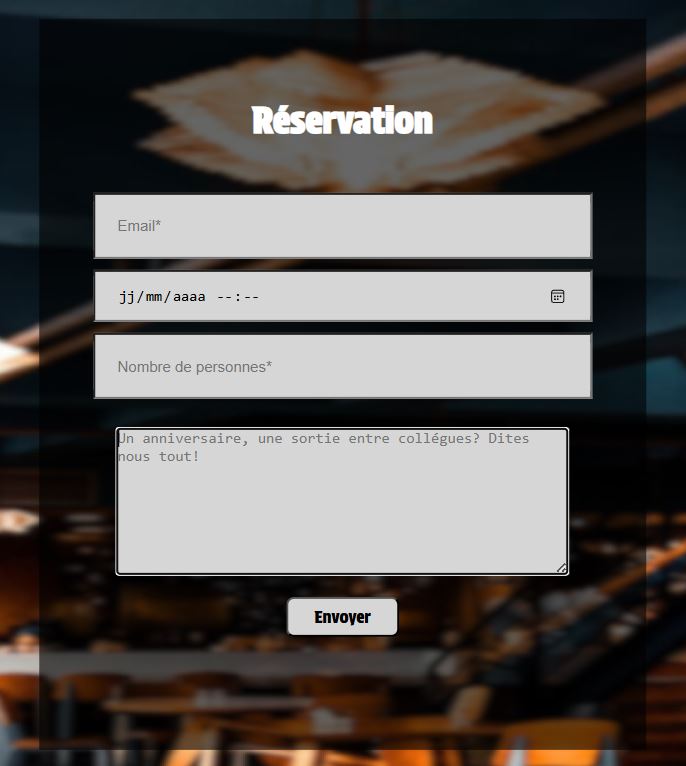 Réservation
Email*
jj/mm/aaaa --:--
Nombre de personnes*
Un anniversaire, une sortie entre collégues? Dites
nous tout!
Envoyer